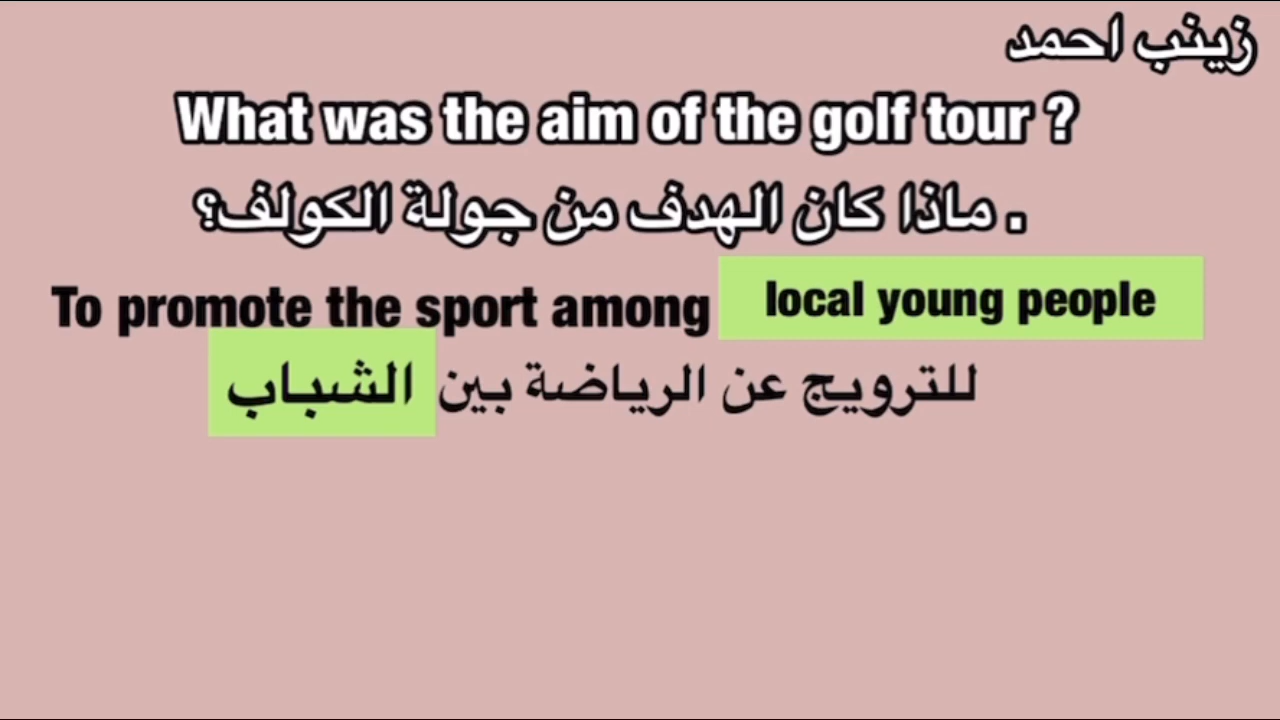 زينب احمد
What was the aim of the golf tour ?
. ماذا كان الهدف من جولة الكولف؟
To promote the sport among local young people
للترويج عن الرياضة بين الشباب